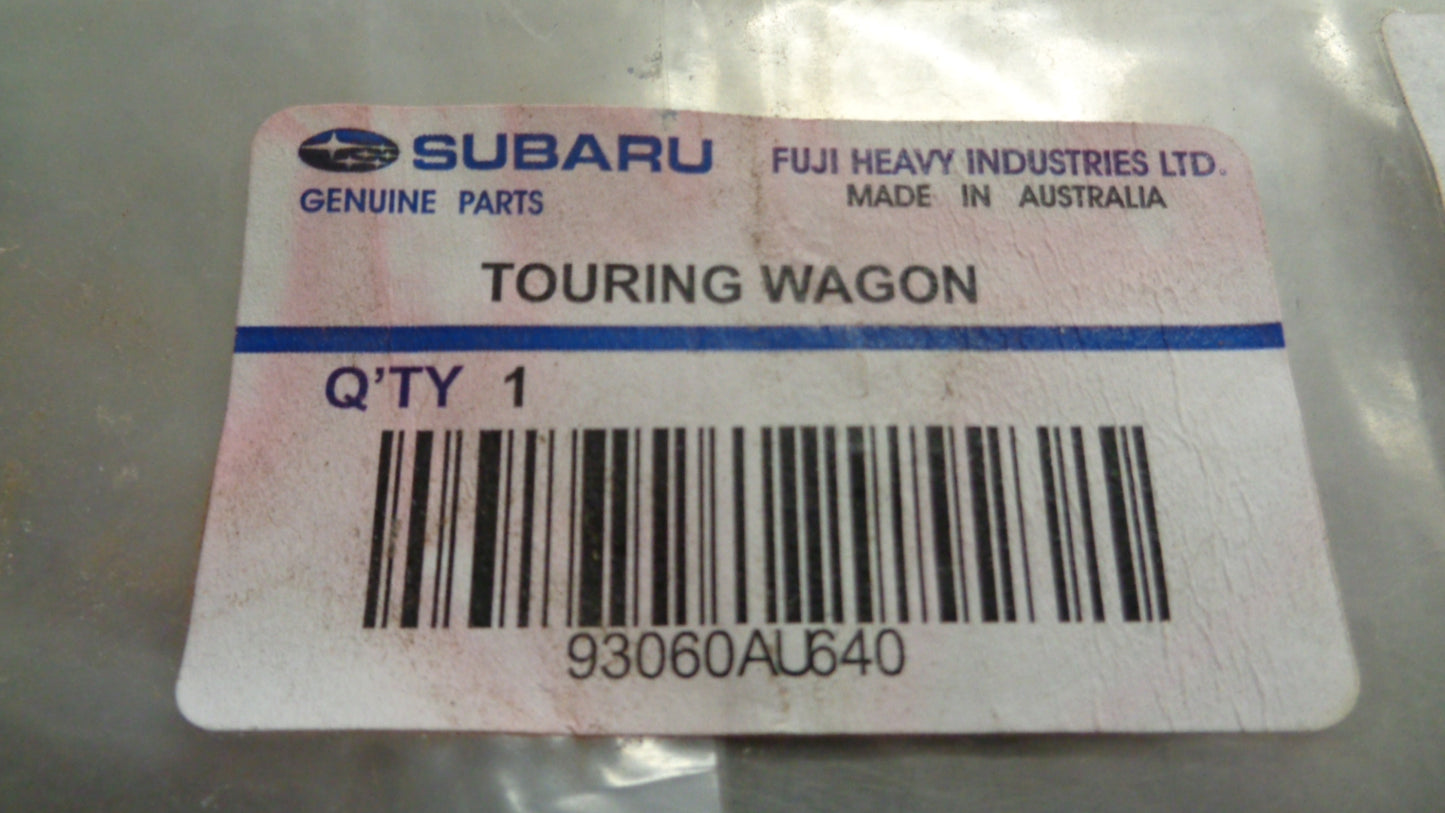 SUBARU FUJI HEAVY INDUSTRIES LTD.
GENUINE PARTS MADE IN AUSTRALIA
TOURING WAGON
Q'TY 1
93060AU640